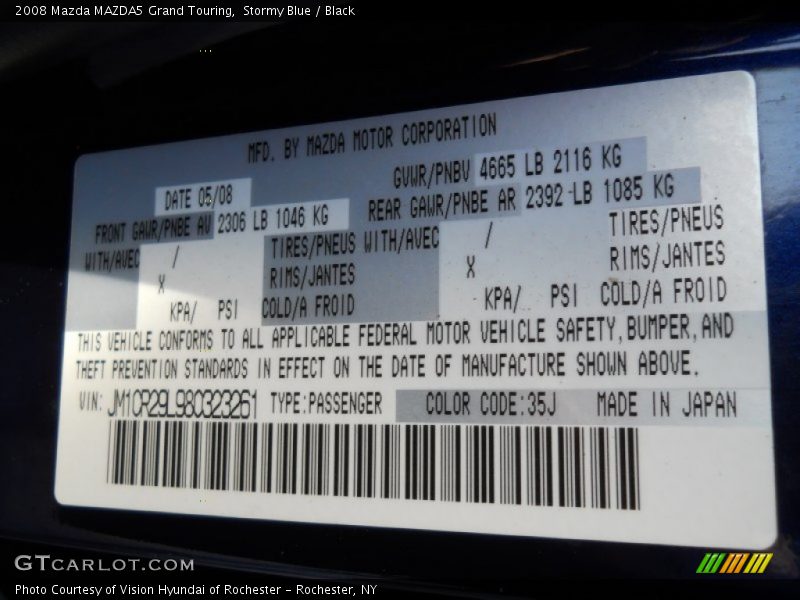 2008 Mazda MAZDA5 Grand Touring,  Stormy Blue / Black
MFD. BY MAZDA MOTOR CORPORATION
DATE 05/08 GVWR/PNBV 4665 LB 2116 KG
FRONT GAWR/PNBE AV 2306 LB 1046 KG REAR GAWR/PNBE AR 2392 LB 1085 KG
WITH/AVEC / TIRES/PNEUS WITH/AVEC / TIRES/PNEUS
X RIMS/JANTES X RIMS/JANTES
KPA/ PSI COLD/A FROID KPA/ PSI COLD/A FROID
THIS VEHICLE CONFORMS TO ALL APPLICABLE FEDERAL MOTOR VEHICLE SAFETY, BUMPER, AND
THEFT PREVENTION STANDARDS IN EFFECT ON THE DATE OF MANUFACTURE SHOWN ABOVE.
VIN: JM1CR29L980323261 TYPE:PASSENGER COLOR CODE:35J MADE IN JAPAN
GTCARLOT.COM
Photo Courtesy of Vision Hyundai of Rochester – Rochester, NY